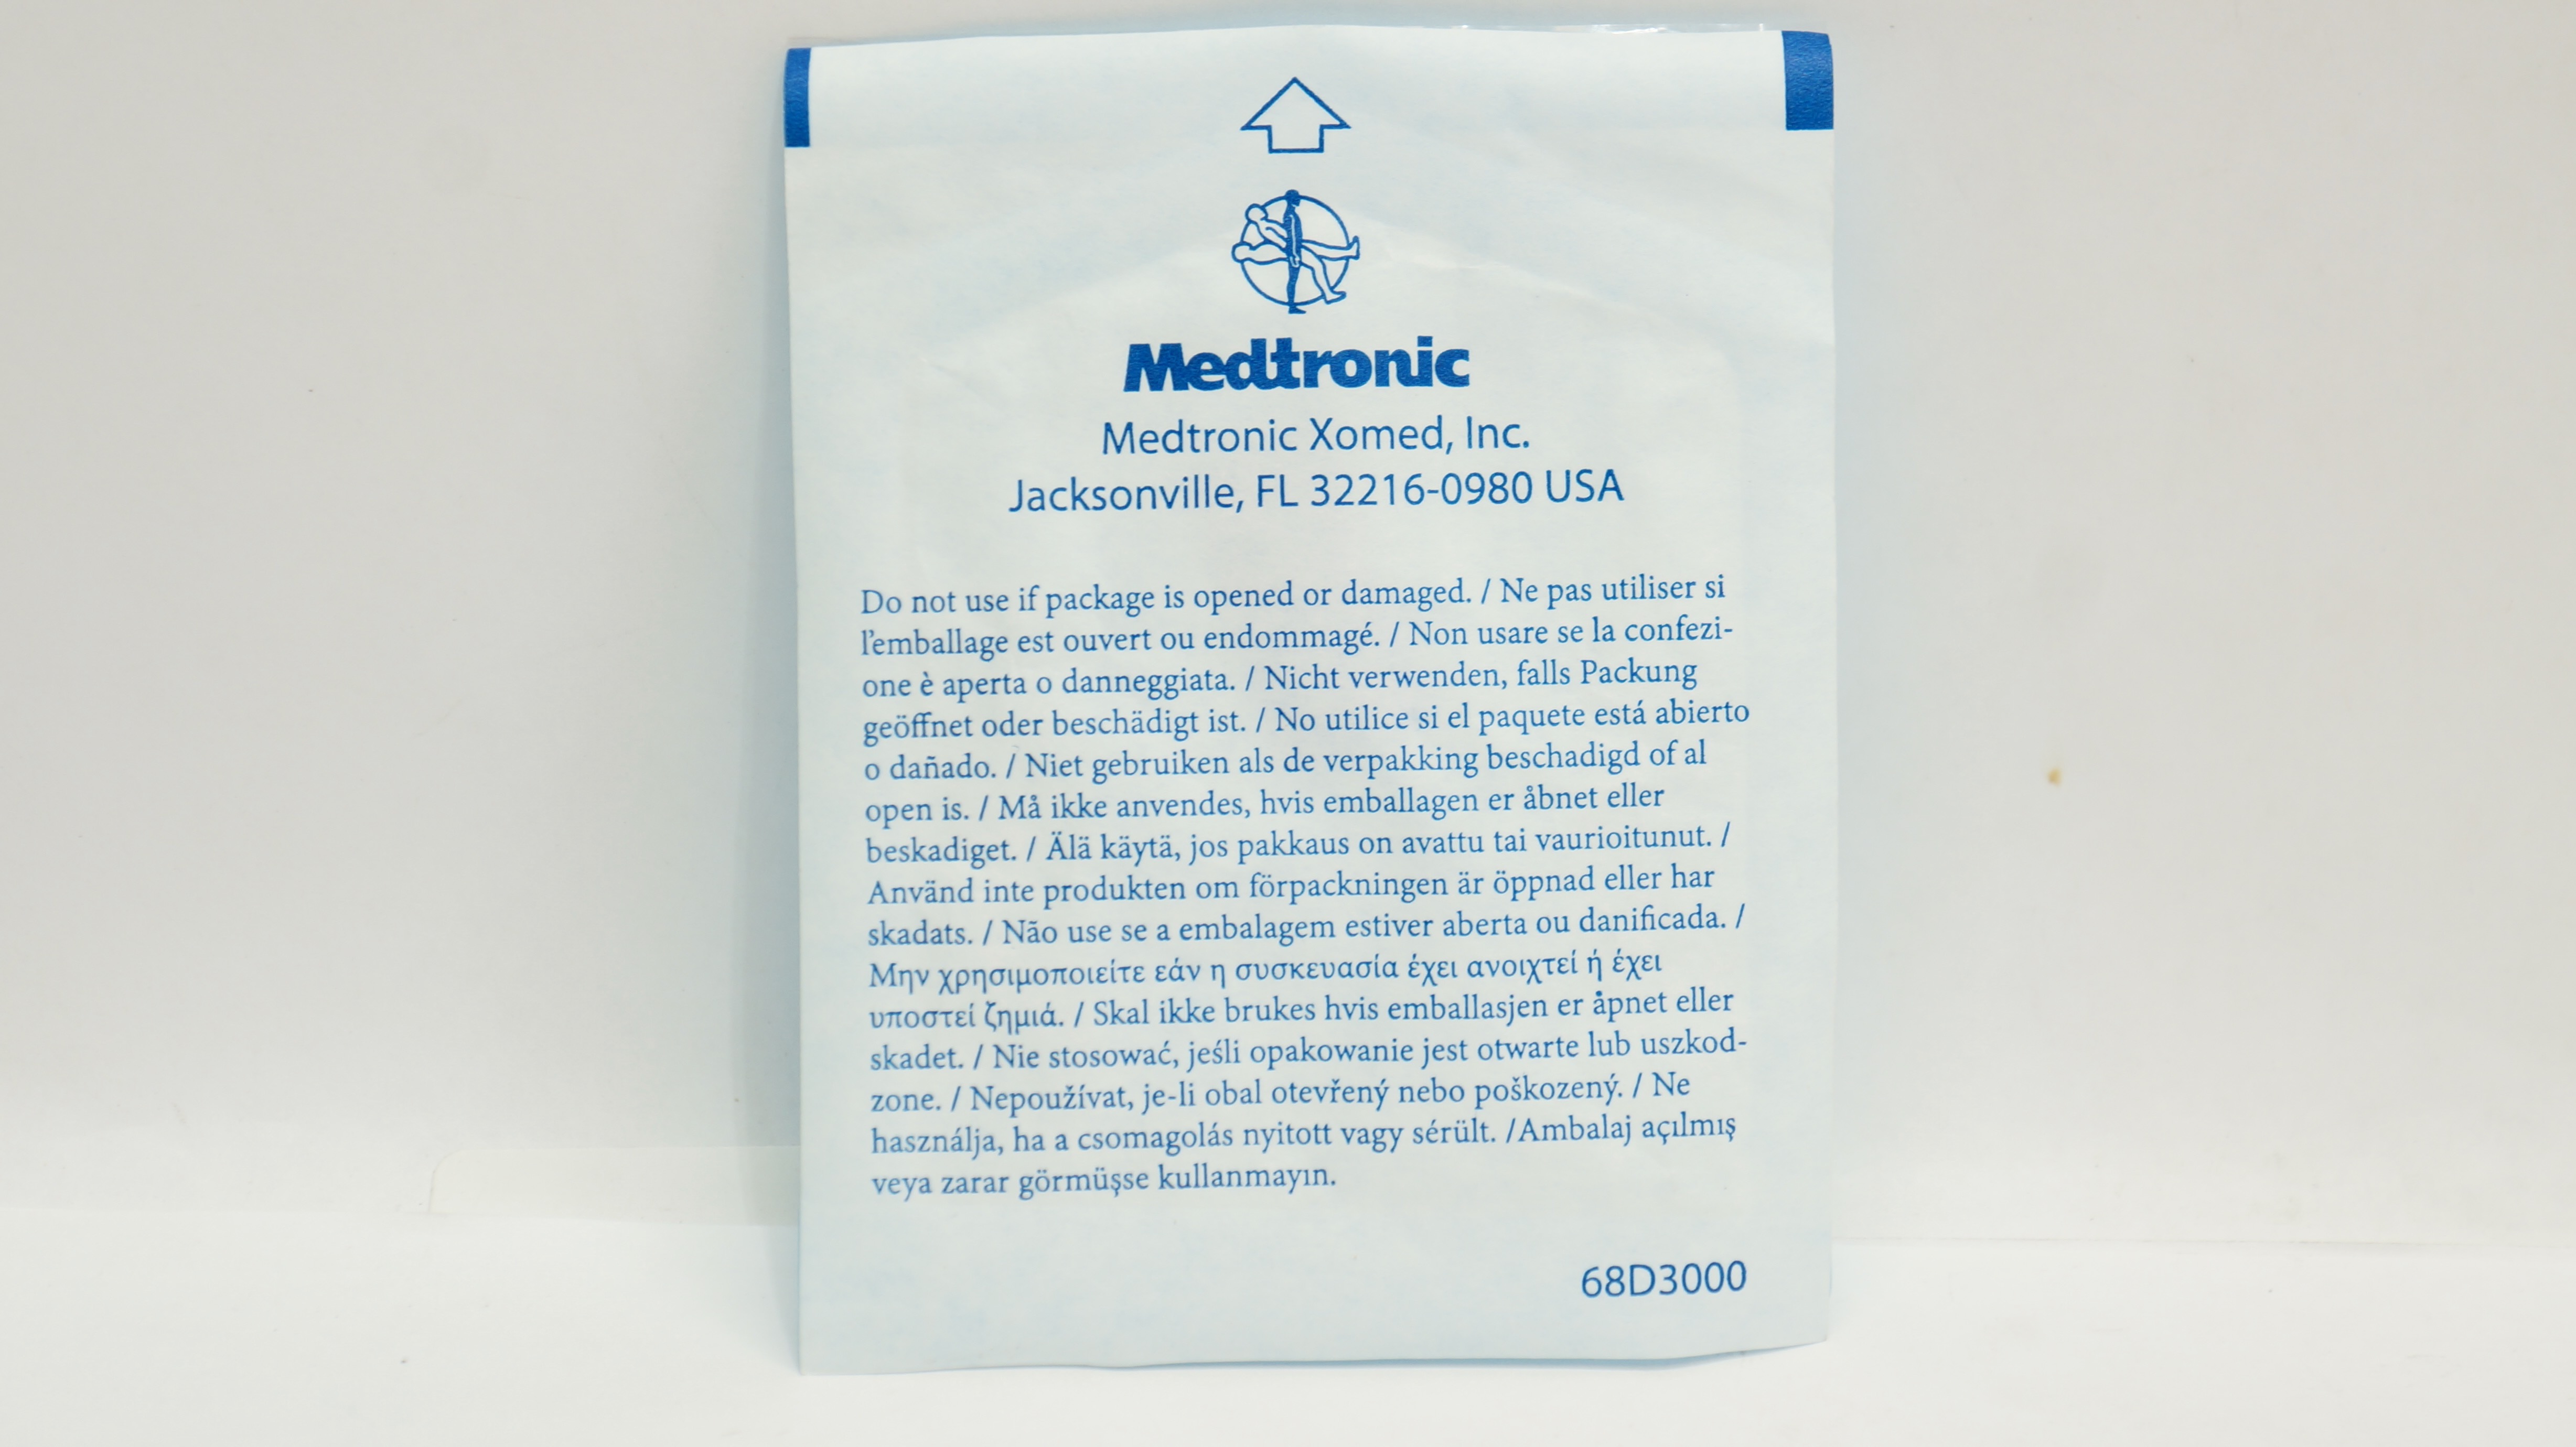 Medtronic
Medtronic Xomed, Inc.
Jacksonville, FL 32216-0980 USA
Do not use if package is opened or damaged. / Ne pas utiliser si
l'emballage est ouvert ou endommagé. / Non usare se la confezi-
one è aperta o danneggiata. / Nicht verwenden, falls Packung
geöffnet oder beschädigt ist. / No utilice si el paquete está abierto
o dañado. / Niet gebruiken als de verpakking beschadigd of al
open is. / Må ikke anvendes, hvis emballagen er åbnet eller
beskadiget. / Älä käytä, jos pakkaus on avattu tai vaurioitunut. /
Använd inte produkten om förpackningen är öppnad eller har
skadats. / Não use se a embalagem estiver aberta ou danificada. /
Μην χρησιμοποιείτε εάν η συσκευασία έχει ανοιχτεί ή έχει
υποστεί ζημιά. / Skal ikke brukes hvis emballasjen er åpnet eller
skadet. / Nie stosować, jeśli opakowanie jest otwarte lub uszkod-
zone. / Nepoužívat, je-li obal otevřený nebo poškozený. / Ne
használja, ha a csomagolás nyitott vagy sérült. /Ambalaj açılmış
veya zarar görmüşse kullanmayın.
68D3000